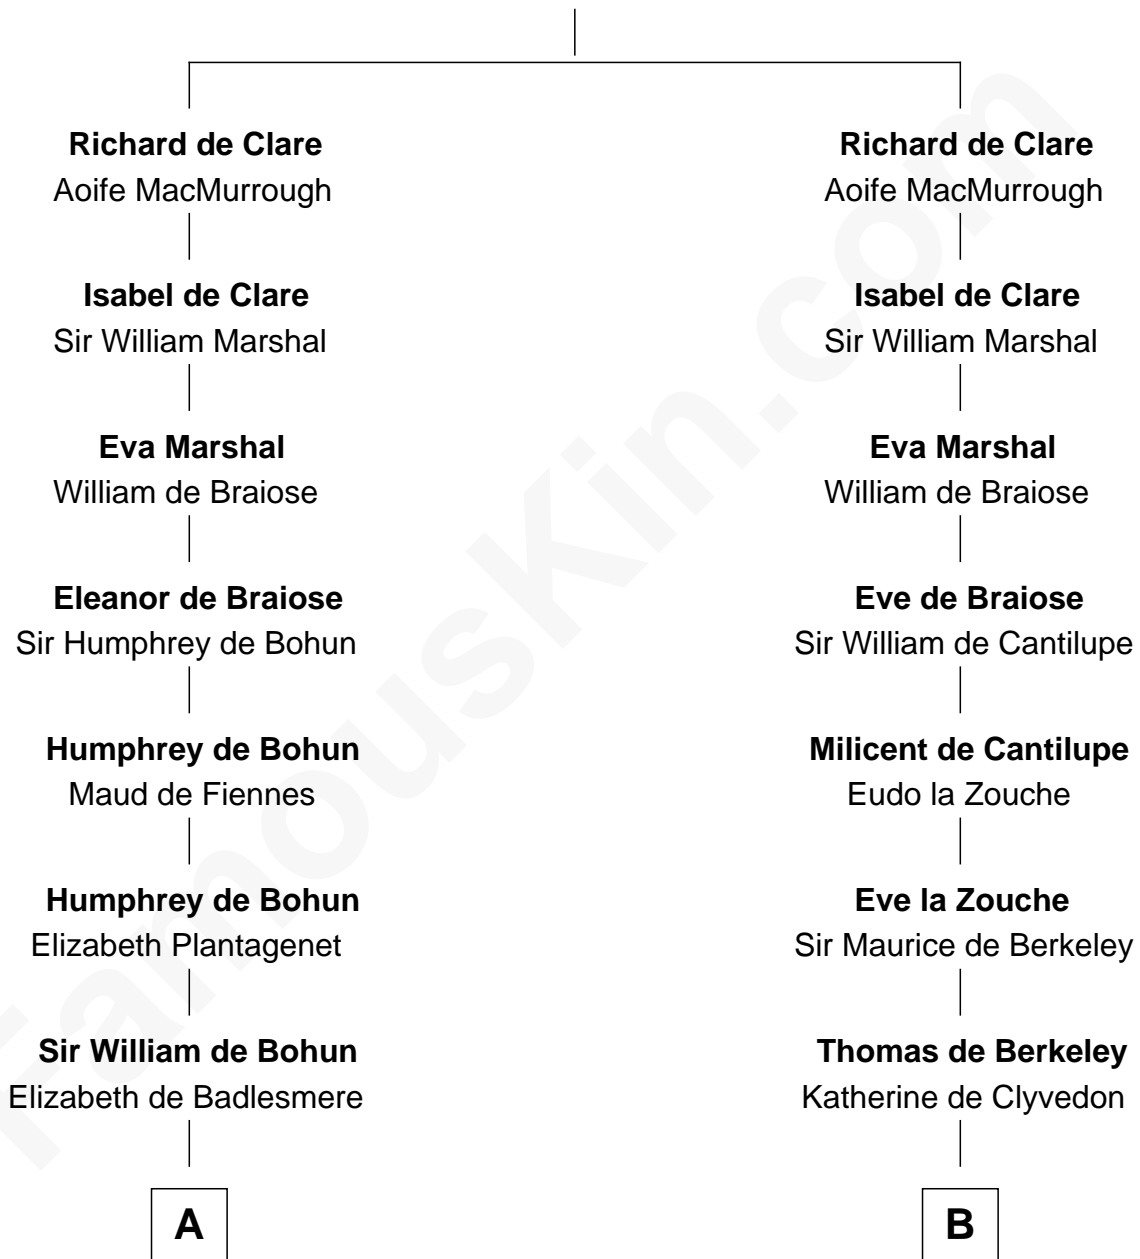 Richard de Clare
Aoife MacMurrough
Isabel de Clare
Sir William Marshal
Eva Marshal
William de Braiose
Eleanor de Braiose
Sir Humphrey de Bohun
Humphrey de Bohun
Maud de Fiennes
Humphrey de Bohun
Elizabeth Plantagenet
Sir William de Bohun
Elizabeth de Badlesmere
A
Richard de Clare
Aoife MacMurrough
Isabel de Clare
Sir William Marshal
Eva Marshal
William de Braiose
Eve de Braiose
Sir William de Cantilupe
Milicent de Cantilupe
Eudo la Zouche
Eve la Zouche
Sir Maurice de Berkeley
Thomas de Berkeley
Katherine de Clyvedon
B
FamousKin.com